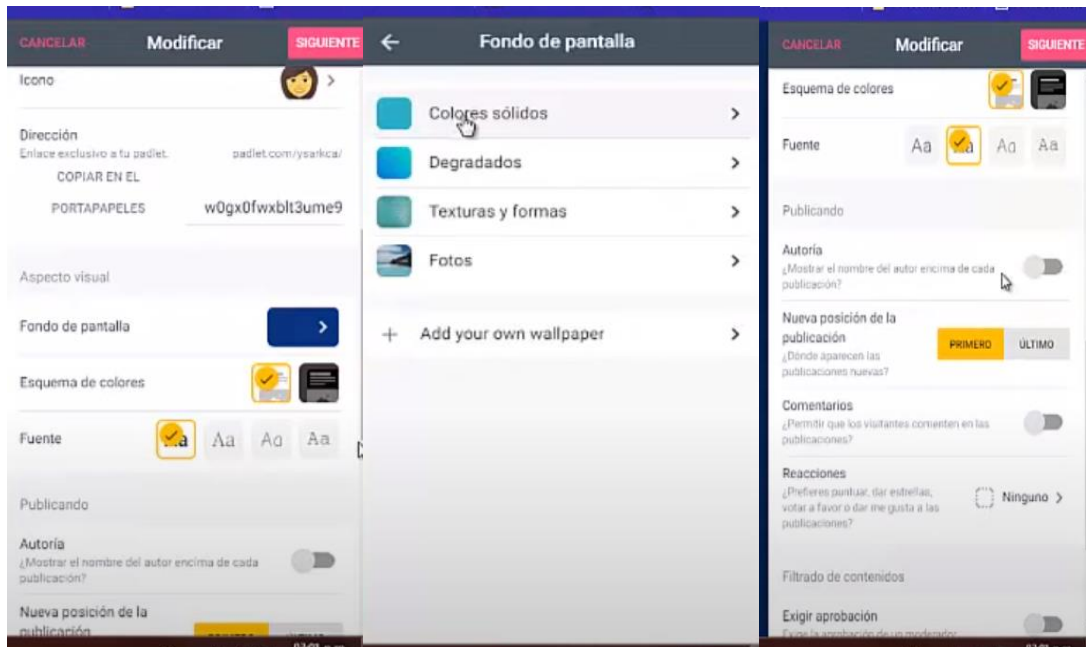 CANCELAR
Modificar
SIGUIENTE
Icono
Dirección
Enlace exclusivo a tu padlet.
padlet.com/ysarkca/
COPIAR EN EL
PORTAPAPELES
w0gx0fwxblt3ume9
Aspecto visual
Fondo de pantalla
Esquema de colores
Fuente
Aa
Aa
Aa
Publicando
Autoría
¿Mostrar el nombre del autor encima de cada
publicación?
Nueva posición de la
publicación
Fondo de pantalla
Colores sólidos
Degradados
Texturas y formas
Fotos
+ Add your own wallpaper
CANCELAR
Modificar
SIGUIENTE
Esquema de colores
Fuente
Aa
Aa
Aa
Publicando
Autoría
¿Mostrar el nombre del autor encima de cada
publicación?
Nueva posición de la
publicación
¿Dónde aparecen las
publicaciones nuevas?
PRIMERO
ÚLTIMO
Comentarios
¿Permitir que los visitantes comenten en las
publicaciones?
Reacciones
¿Prefieres puntuar, dar estrellas,
votar a favor o dar me gusta a las
publicaciones?
Ninguno
Filtrado de contenidos
Exigir aprobación